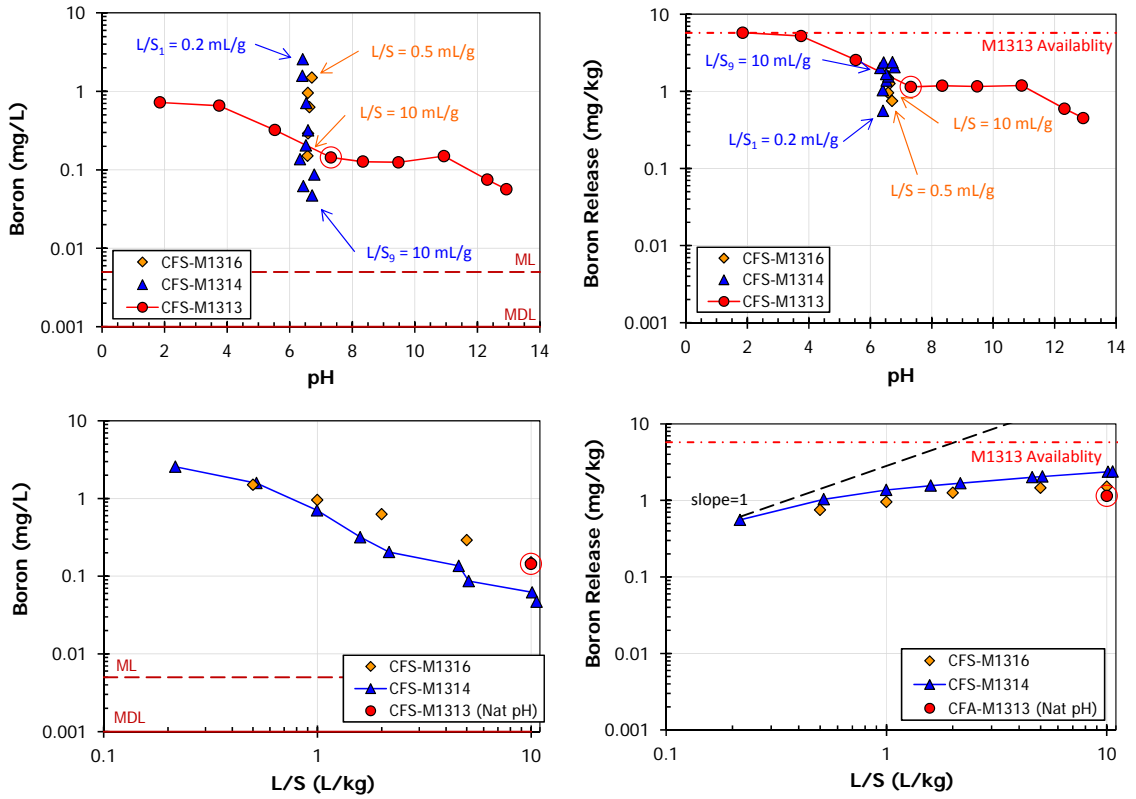 10
1
0.1
0.01
0.001
Boron (mg/L)
L/S1 = 0.2 mL/g
L/S = 0.5 mL/g
L/S = 10 mL/g
L/S9 = 10 mL/g
ML
MDL
CFS-M1316
CFS-M1314
CFS-M1313
0 2 4 6 8 10 12 14
pH
10
1
0.1
0.01
0.001
Boron Release (mg/kg)
M1313 Availablity
L/S9 = 10 mL/g
L/S = 10 mL/g
L/S1 = 0.2 mL/g
L/S = 0.5 mL/g
CFS-M1316
CFS-M1314
CFS-M1313
0 2 4 6 8 10 12 14
pH
10
1
0.1
0.01
0.001
Boron (mg/L)
ML
MDL
CFS-M1316
CFS-M1314
CFS-M1313 (Nat pH)
0.1 1 10
L/S (L/kg)
10
1
0.1
0.01
0.001
Boron Release (mg/kg)
M1313 Availablity
slope=1
CFS-M1316
CFS-M1314
CFA-M1313 (Nat pH)
0.1 1 10
L/S (L/kg)